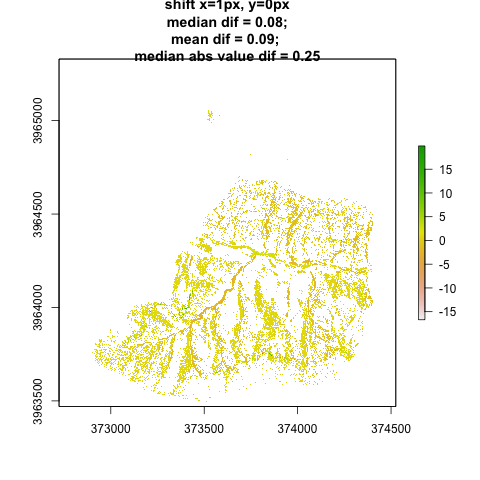 shift x=1px, y=0px
median dif = 0.08;
mean dif = 0.09;
median abs value dif = 0.25
3965000
3964500
3964000
3963500
373000 373500 374000 374500
15
10
5
0
-5
-10
-15